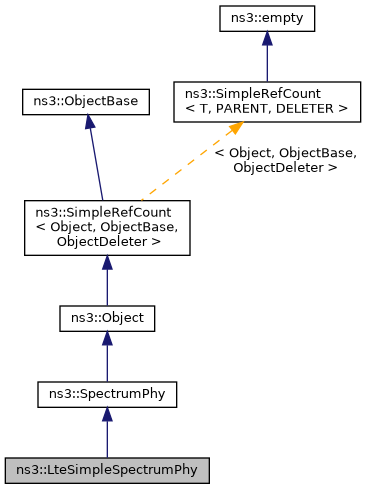 ns3::empty
ns3::ObjectBase
ns3::SimpleRefCount
< T, PARENT, DELETER >
< Object, ObjectBase,
ObjectDeleter >
ns3::SimpleRefCount
< Object, ObjectBase,
ObjectDeleter >
ns3::Object
ns3::SpectrumPhy
ns3::LteSimpleSpectrumPhy